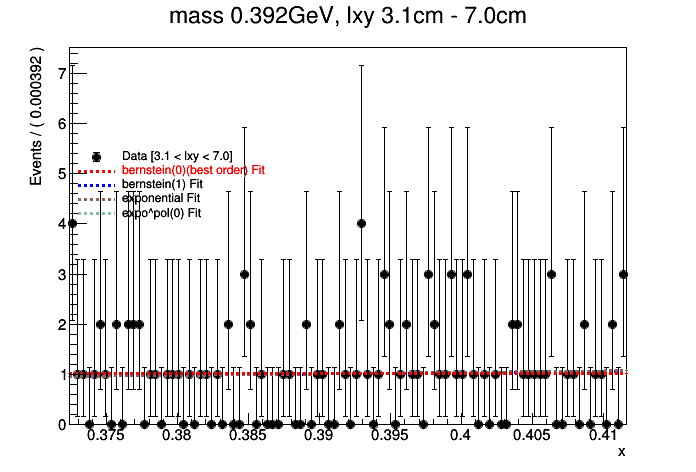 mass 0.392GeV, lxy 3.1cm - 7.0cm
Events / ( 0.000392 )
7
6
5
4
3
2
1
0
Data [3.1 < lxy < 7.0]
bernstein(0)(best order) Fit
bernstein(1) Fit
exponential Fit
expo^pol(0) Fit
0.375 0.38 0.385 0.39 0.395 0.4 0.405 0.41
x